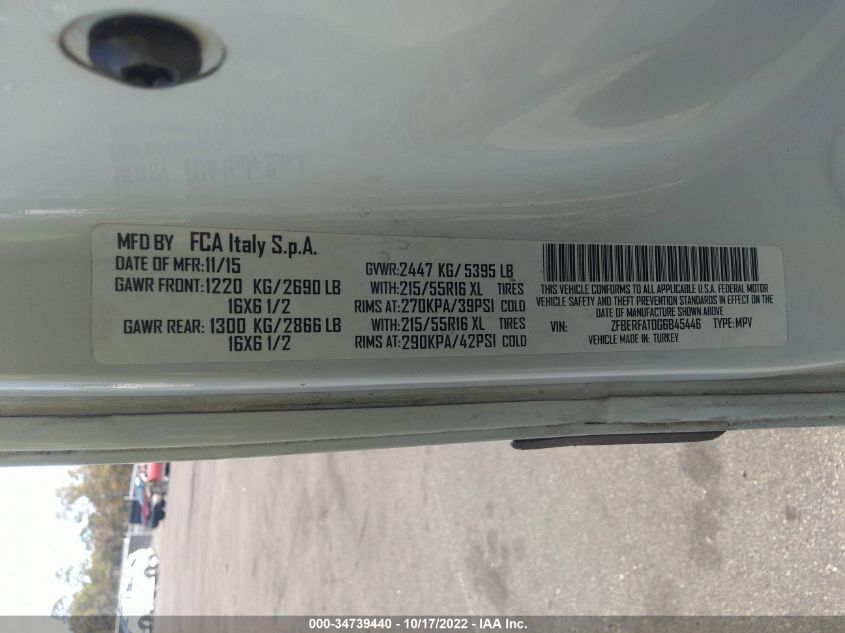 MFD BY FCA Italy S.p.A.
DATE OF MFR:11/15 GVWR:2447 KG/ 5395 LB
GAWR FRONT:1220 KG/2690 LB WITH:215/55R16 XL TIRES
16X6 1/2 RIMS AT:270KPA/39PSI COLD
GAWR REAR:1300 KG/2866 LB WITH:215/55R16 XL TIRES
16X6 1/2 RIMS AT:290KPA/42PSI COLD
THIS VEHICLE CONFORMS TO ALL APPLICABLE U.S.A. FEDERAL MOTOR
VEHICLE SAFETY AND THEFT PREVENTION STANDARDS IN EFFECT ON THE
DATE OF MANUFACTURE SHOWN ABOVE
VIN: ZFBERFAT0G6B45446 TYPE:MPV
VEHICLE MADE IN: TURKEY
000-34739440 - 10/17/2022 - IAA Inc.